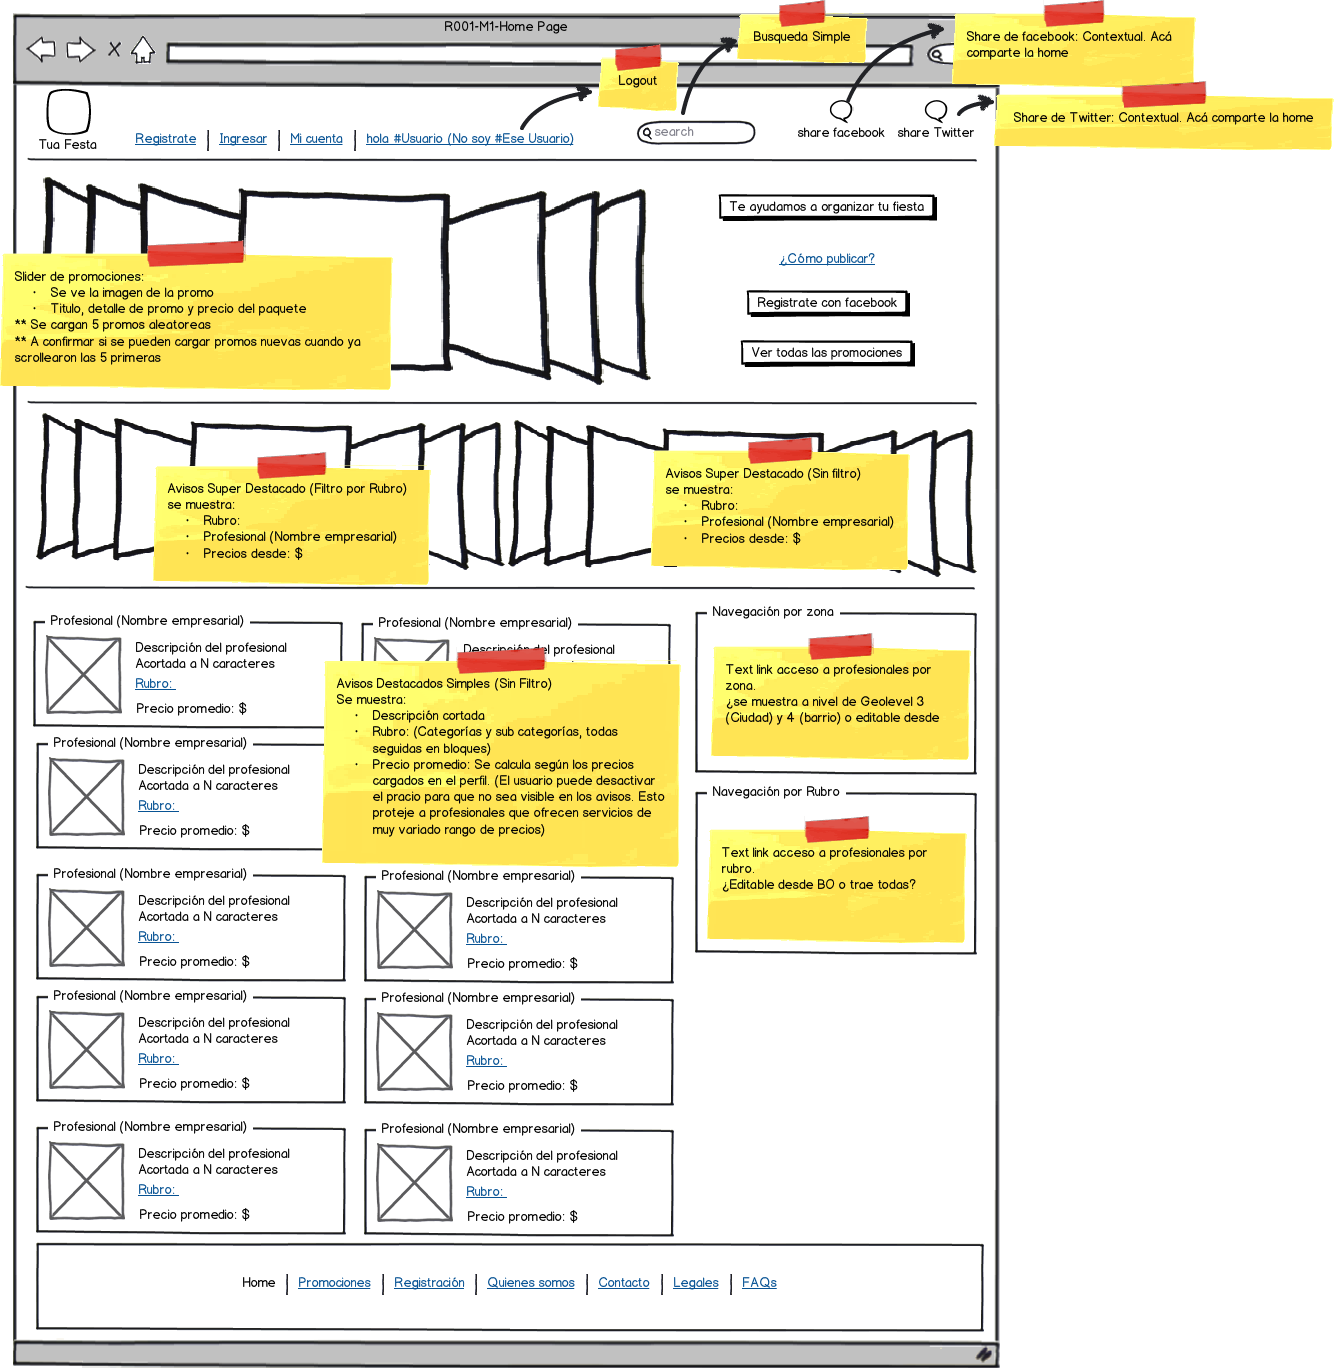 R001-M1-Home Page
Busqueda Simple
Share de facebook: Contextual. Acá
comparte la home
Logout
Share de Twitter: Contextual. Acá comparte la home
Tua Festa
Registrate
Ingresar
Mi cuenta
hola #Usuario (No soy #Ese Usuario)
search
share facebook
share Twitter
Te ayudamos a organizar tu fiesta
¿Cómo publicar?
Registrate con facebook
Ver todas las promociones
Slider de promociones:
· Se ve la imagen de la promo
· Titulo, detalle de promo y precio del paquete
** Se cargan 5 promos aleatoreas
** A confirmar si se pueden cargar promos nuevas cuando ya
scrollearon las 5 primeras
Avisos Super Destacado (Filtro por Rubro)
se muestra:
· Rubro:
· Profesional (Nombre empresarial)
· Precios desde: $
Avisos Super Destacado (Sin filtro)
se muestra:
· Rubro:
· Profesional (Nombre empresarial)
· Precios desde: $
Profesional (Nombre empresarial)
Descripción del profesional
Acortada a N caracteres
Rubro:
Precio promedio: $
Profesional (Nombre empresarial)
Descripción del profesional
Avisos Destacados Simples (Sin Filtro)
Se muestra:
· Descripción cortada
· Rubro: (Categorías y sub categorías, todas
seguidas en bloques)
· Precio promedio: Se calcula según los precios
cargados en el perfil. (El usuario puede desactivar
el pracio para que no sea visible en los avisos. Esto
proteje a profesionales que ofrecen servicios de
muy variado rango de precios)
Navegación por zona
Text link acceso a profesionales por
zona.
¿se muestra a nivel de Geolevel 3
(Ciudad) y 4 (barrio) o editable desde
Profesional (Nombre empresarial)
Descripción del profesional
Acortada a N caracteres
Rubro:
Precio promedio: $
Navegación por Rubro
Text link acceso a profesionales por
rubro.
¿Editable desde BO o trae todas?
Profesional (Nombre empresarial)
Descripción del profesional
Acortada a N caracteres
Rubro:
Precio promedio: $
Profesional (Nombre empresarial)
Descripción del profesional
Acortada a N caracteres
Rubro:
Precio promedio: $
Profesional (Nombre empresarial)
Descripción del profesional
Acortada a N caracteres
Rubro:
Precio promedio: $
Profesional (Nombre empresarial)
Descripción del profesional
Acortada a N caracteres
Rubro:
Precio promedio: $
Profesional (Nombre empresarial)
Descripción del profesional
Acortada a N caracteres
Rubro:
Precio promedio: $
Profesional (Nombre empresarial)
Descripción del profesional
Acortada a N caracteres
Rubro:
Precio promedio: $
Home
Promociones
Registración
Quienes somos
Contacto
Legales
FAQs